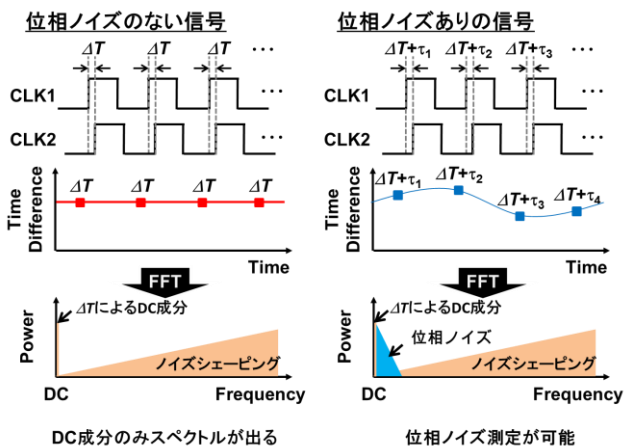 位相ノイズのない信号
ΔT ΔT ΔT ...
CLK1 ...
CLK2 ...
Time Difference
ΔT ΔT ΔT ΔT
Time
FFT
Power
ΔTによるDC成分
ノイズシェーピング
DC Frequency
DC成分のみスペクトルが出る
位相ノイズありの信号
ΔT+τ1 ΔT+τ2 ΔT+τ3 ...
CLK1 ...
CLK2 ...
Time Difference
ΔT+τ1 ΔT+τ2 ΔT+τ3 ΔT+τ4
Time
FFT
Power
ΔTによるDC成分
位相ノイズ
ノイズシェーピング
DC Frequency
位相ノイズ測定が可能